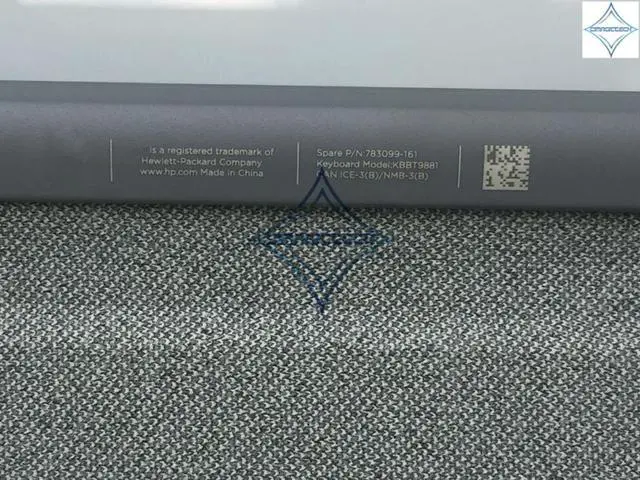 is a registered trademark of
Hewlett-Packard Company
www.hp.com Made in China
Spare P/N:783099-161
Keyboard Model:KBBT9881
CAN ICE-3(B)/NMB-3(B)